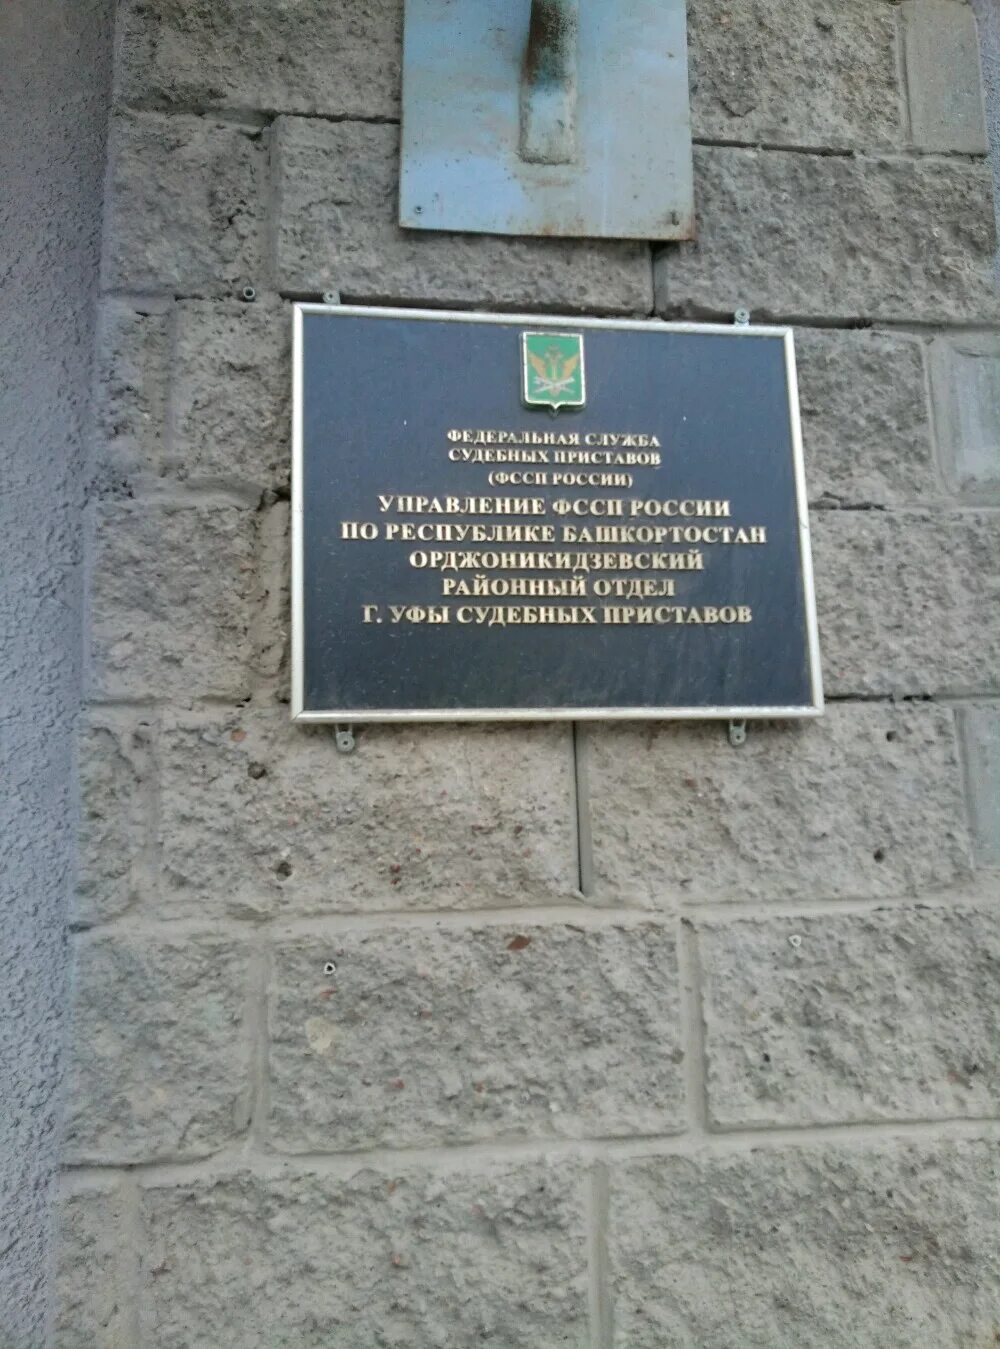 ФЕДЕРАЛЬНАЯ СЛУЖБА
СУДЕБНЫХ ПРИСТАВОВ
(ФССП РОССИИ)
УПРАВЛЕНИЕ ФССП РОССИИ
ПО РЕСПУБЛИКЕ БАШКОРТОСТАН
ОРДЖОНИКИДЗЕВСКИЙ
РАЙОННЫЙ ОТДЕЛ
Г. УФЫ СУДЕБНЫХ ПРИСТАВОВ